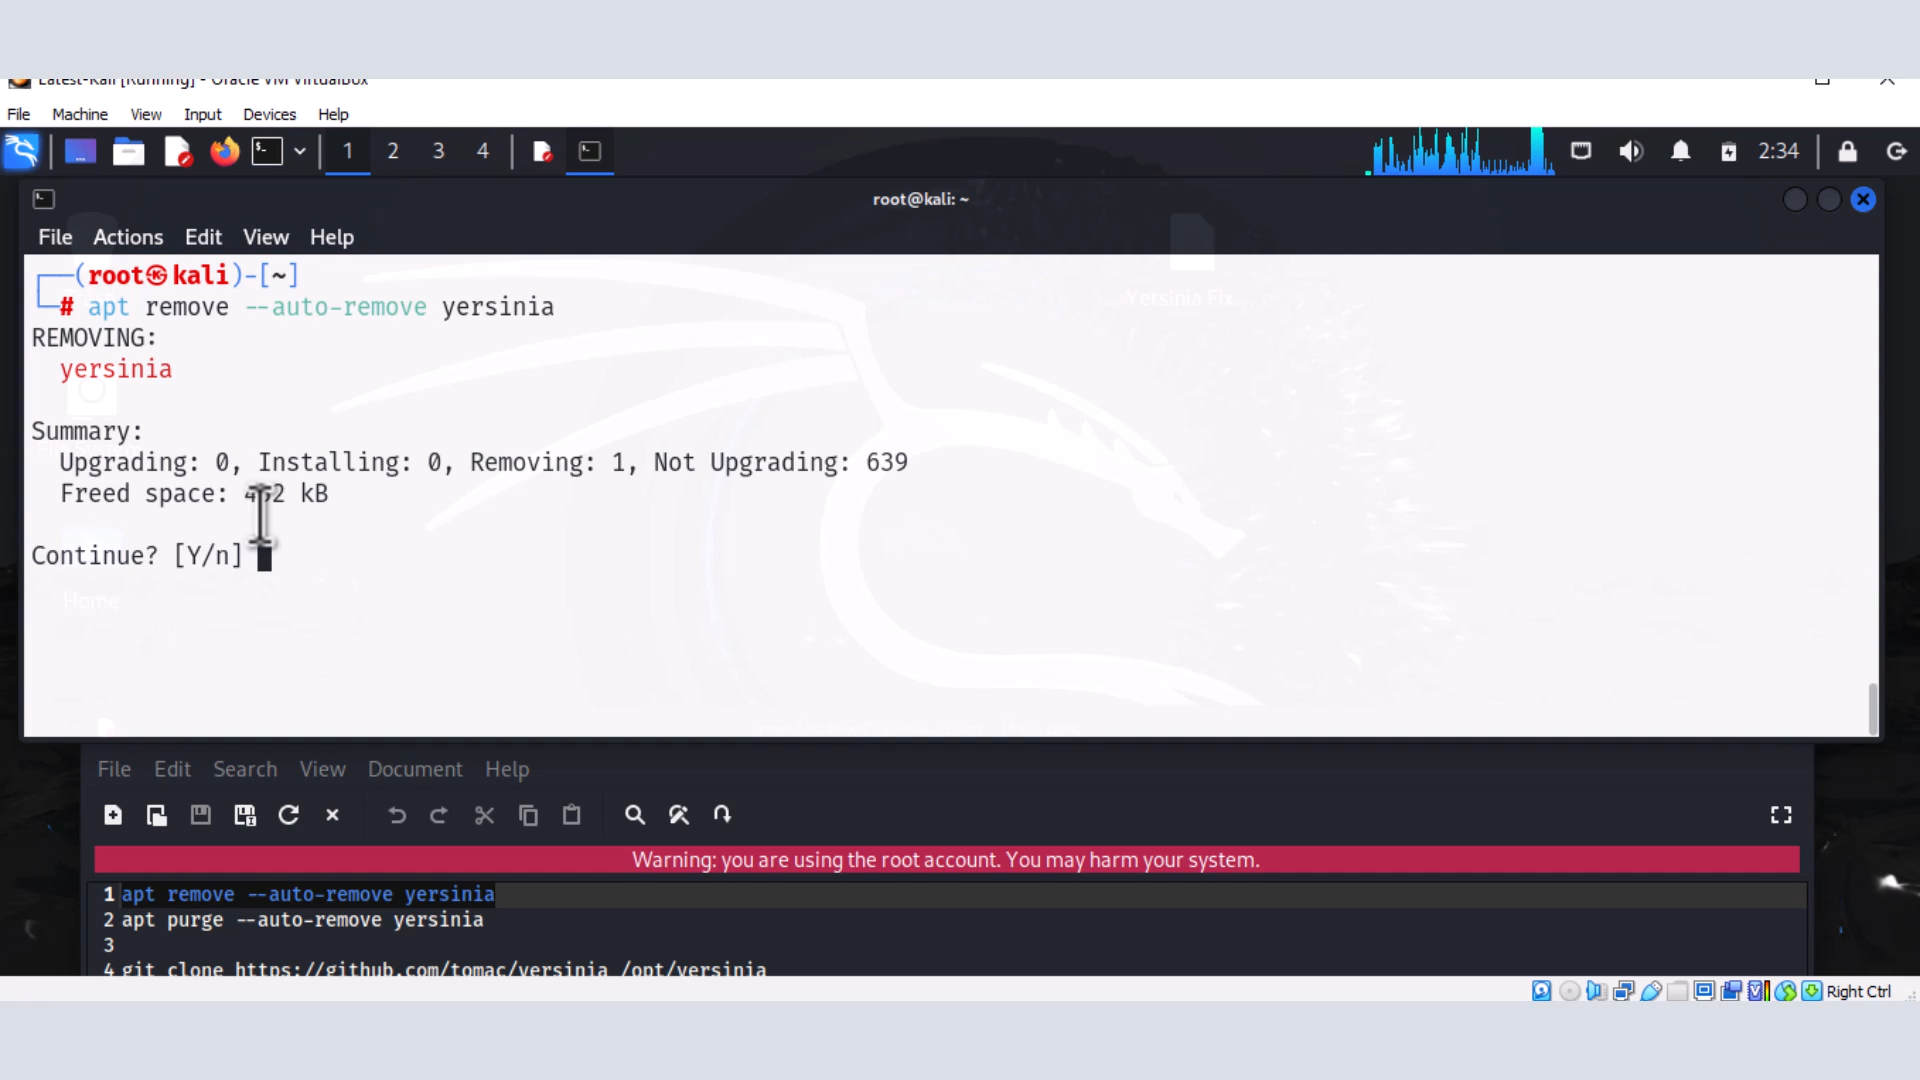 Latest-Kali [Running] - Oracle VM VirtualBox
File Machine View Input Devices Help
1 2 3 4
2:34
root@kali: ~
File Actions Edit View Help
(root㉿kali)-[~]
# apt remove --auto-remove yersinia
REMOVING:
yersinia
Summary:
Upgrading: 0, Installing: 0, Removing: 1, Not Upgrading: 639
Freed space: kB
Continue? [Y/n]
Yersinia Fix...
Home
File Edit Search View Document Help
Warning: you are using the root account. You may harm your system.
1 apt remove --auto-remove yersinia
2 apt purge --auto-remove yersinia
3
4 git clone https://github.com/tomac/yersinia /opt/yersinia
Right Ctrl